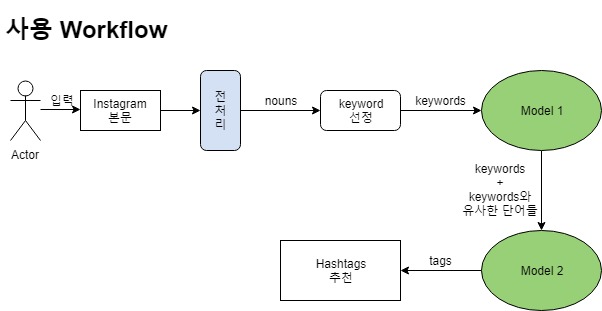 사용 Workflow
입력
Instagram
본문
전
처
리
nouns
keyword
선정
keywords
Model 1
Actor
keywords
+
keywords와
유사한 단어들
Model 2
tags
Hashtags
추천